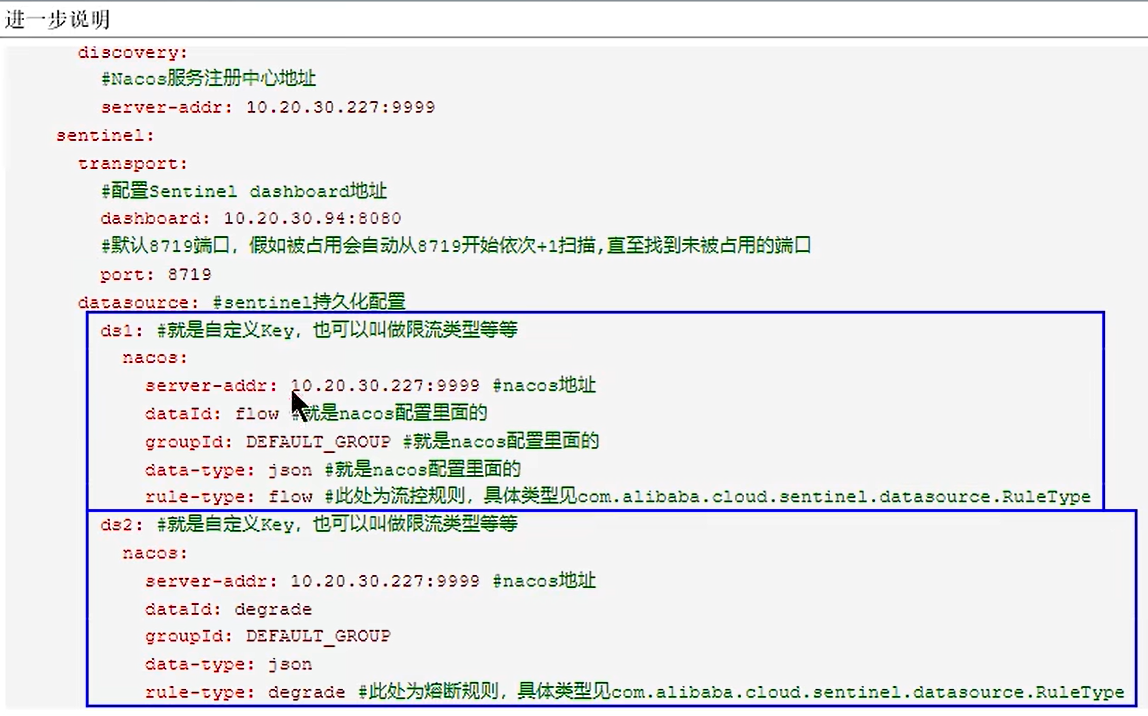 进一步说明
discovery:
#Nacos服务注册中心地址
server-addr: 10.20.30.227:9999
sentinel:
transport:
#配置Sentinel dashboard地址
dashboard: 10.20.30.94:8080
#默认8719端口，假如被占用会自动从8719开始依次+1扫描,直至找到未被占用的端口
port: 8719
datasource: #sentinel持久化配置
ds1: #就是自定义Key，也可以叫做限流类型等等
nacos:
server-addr: 10.20.30.227:9999 #nacos地址
dataId: flow #就是nacos配置里面的
groupId: DEFAULT_GROUP #就是nacos配置里面的
data-type: json #就是nacos配置里面的
rule-type: flow #此处为流控规则，具体类型见com.alibaba.cloud.sentinel.datasource.RuleType
ds2: #就是自定义Key，也可以叫做限流类型等等
nacos:
server-addr: 10.20.30.227:9999 #nacos地址
dataId: degrade
groupId: DEFAULT_GROUP
data-type: json
rule-type: degrade #此处为熔断规则，具体类型见com.alibaba.cloud.sentinel.datasource.RuleType